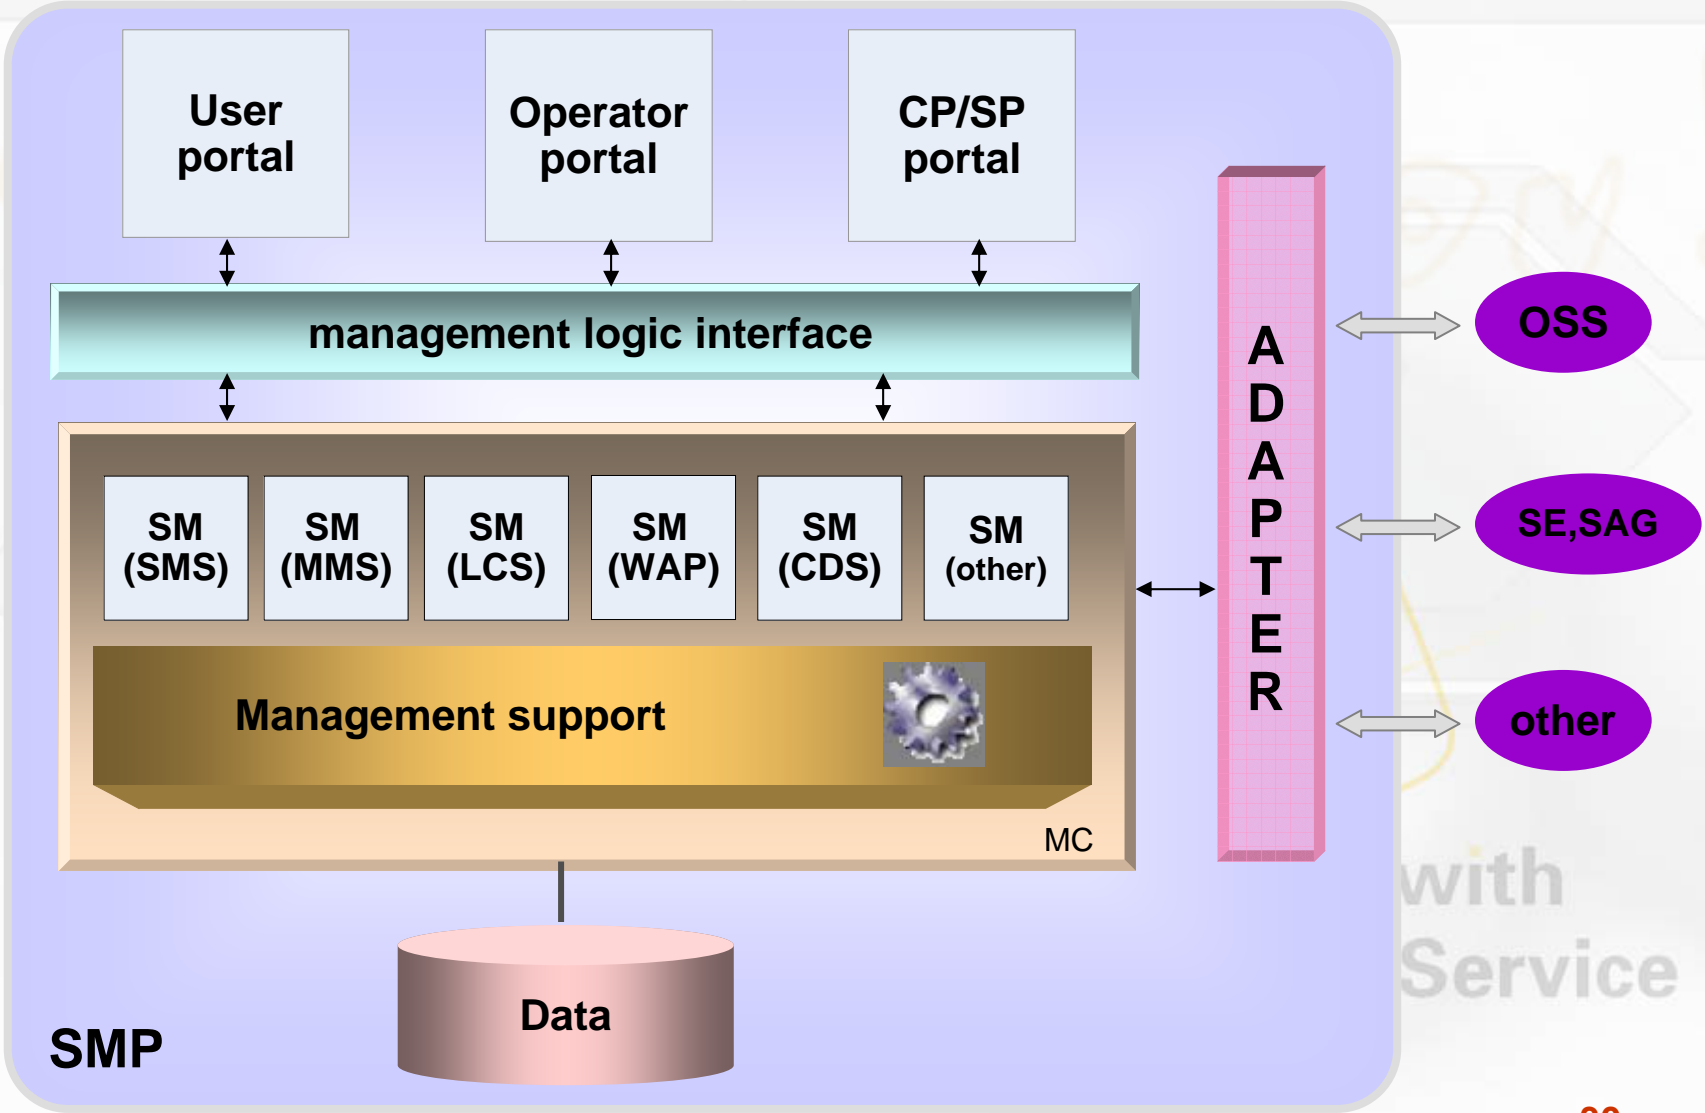 User
portal
Operator
portal
CP/SP
portal
management logic interface
SM
(SMS)
SM
(MMS)
SM
(LCS)
SM
(WAP)
SM
(CDS)
SM
(other)
Management support
MC
Data
SMP
A
D
A
P
T
E
R
OSS
SE,SAG
other
with
Service